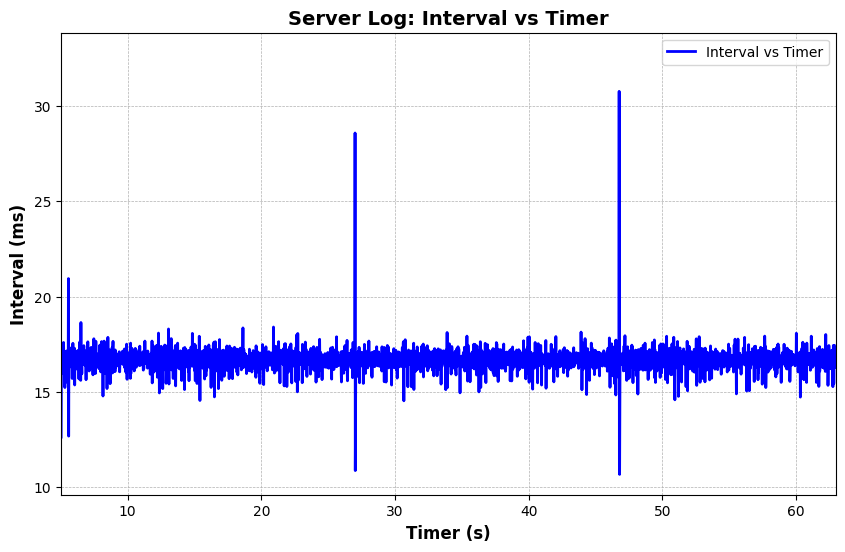 Server Log: Interval vs Timer
Interval vs Timer
Interval (ms)
30
25
20
15
10
10 20 30 40 50 60
Timer (s)